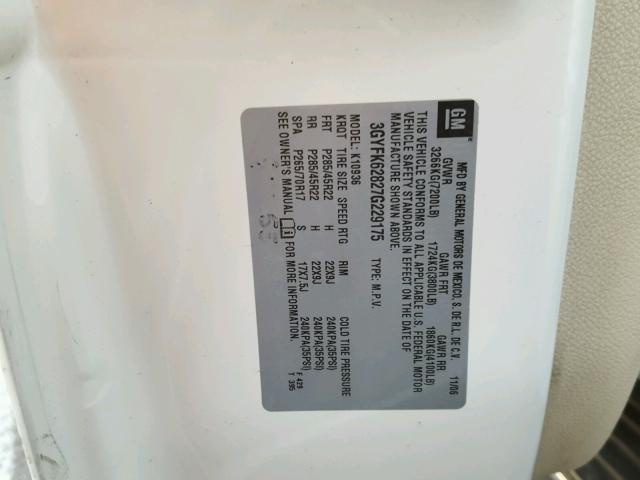 GM
MFD BY GENERAL MOTORS DE MEXICO, S. DE R.L. DE C.V. 11/06
GVWR GAWR FRT GAWR RR
3266KG(7200LB) 1724KG(3800LB) 1860KG(4100LB)
THIS VEHICLE CONFORMS TO ALL APPLICABLE U.S. FEDERAL MOTOR
VEHICLE SAFETY STANDARDS IN EFFECT ON THE DATE OF
MANUFACTURE SHOWN ABOVE.
3GYFK62827G229175 TYPE: M.P.V.
MODEL: K10936
KRQT TIRE SIZE SPEED RTG RIM COLD TIRE PRESSURE
FRT P285/45R22 H 22X9J 240KPA(35PSI)
RR P285/45R22 H 22X9J 240KPA(35PSI)
SPA P265/70R17 S 17X7.5J 240KPA(35PSI)
SEE OWNER'S MANUAL i FOR MORE INFORMATION.
F 429
T 395